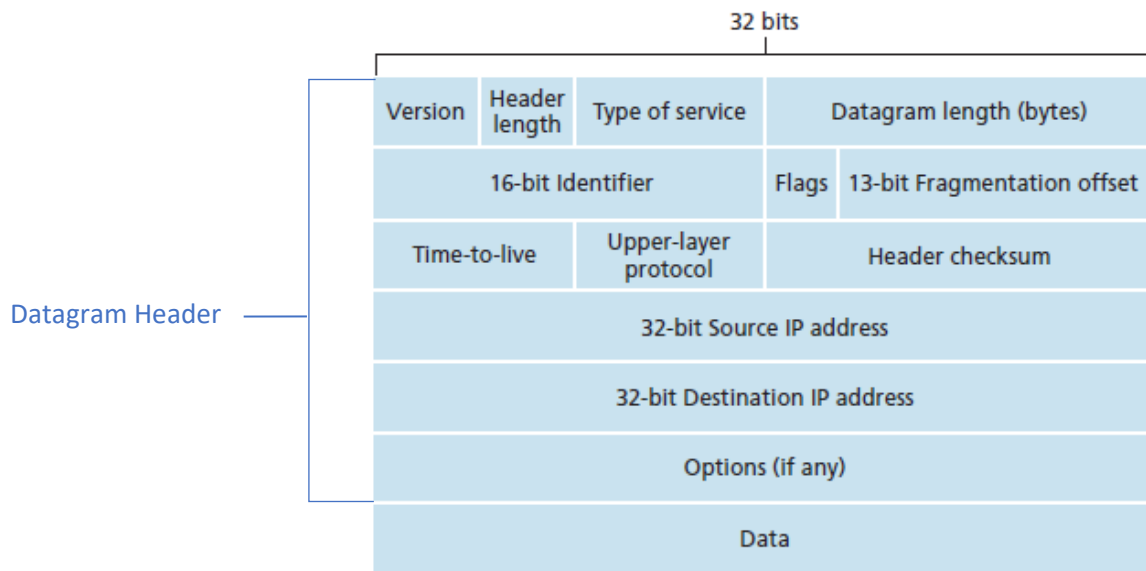 32 bits
Version
Header
length
Type of service
Datagram length (bytes)
16-bit Identifier
Flags
13-bit Fragmentation offset
Time-to-live
Upper-layer
protocol
Header checksum
Datagram Header
32-bit Source IP address
32-bit Destination IP address
Options (if any)
Data